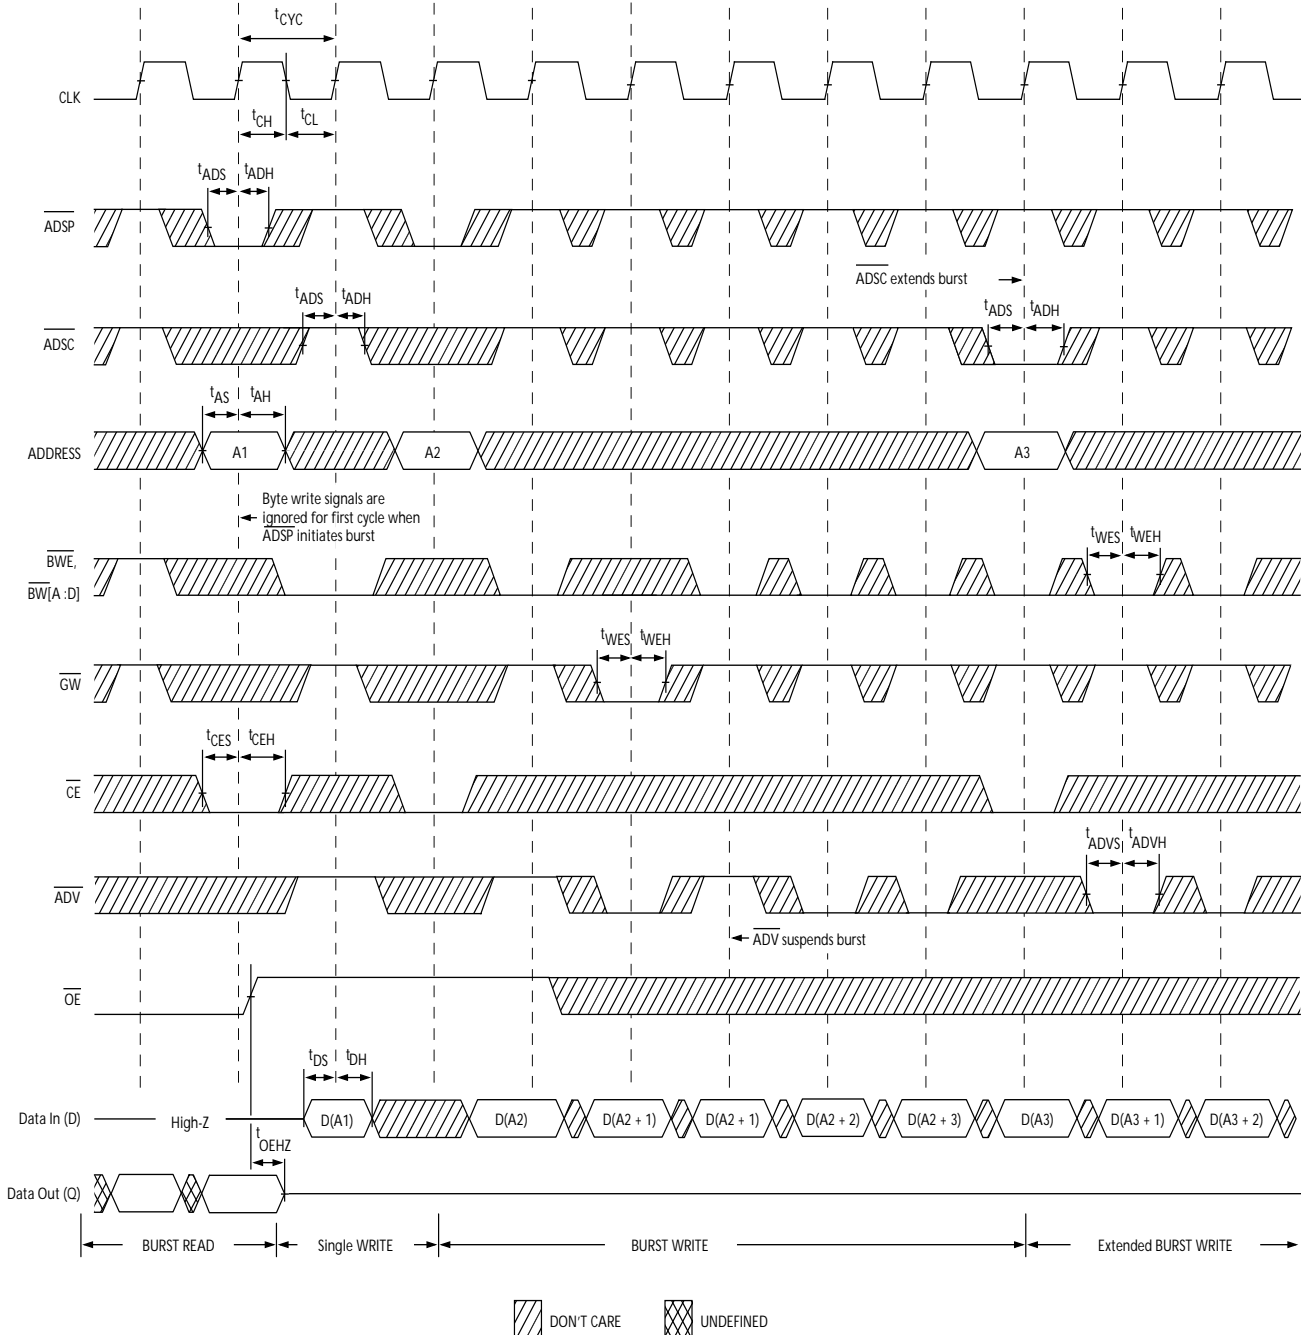 tCYC
CLK
tCH
tCL
tADS
tADH
ADSP
ADSC extends burst
tADS
tADH
tADS
tADH
ADSC
tAS
tAH
ADDRESS
A1
A2
A3
Byte write signals are
ignored for first cycle when
ADSP initiates burst
tWES
tWEH
BWE,
BW[A :D]
tWES
tWEH
GW
tCES
tCEH
CE
tADVS
tADVH
ADV
ADV suspends burst
OE
tDS
tDH
Data In (D)
High-Z
D(A1)
D(A2)
D(A2 + 1)
D(A2 + 1)
D(A2 + 2)
D(A2 + 3)
D(A3)
D(A3 + 1)
D(A3 + 2)
tOEHZ
Data Out (Q)
BURST READ
Single WRITE
BURST WRITE
Extended BURST WRITE
DON'T CARE
UNDEFINED